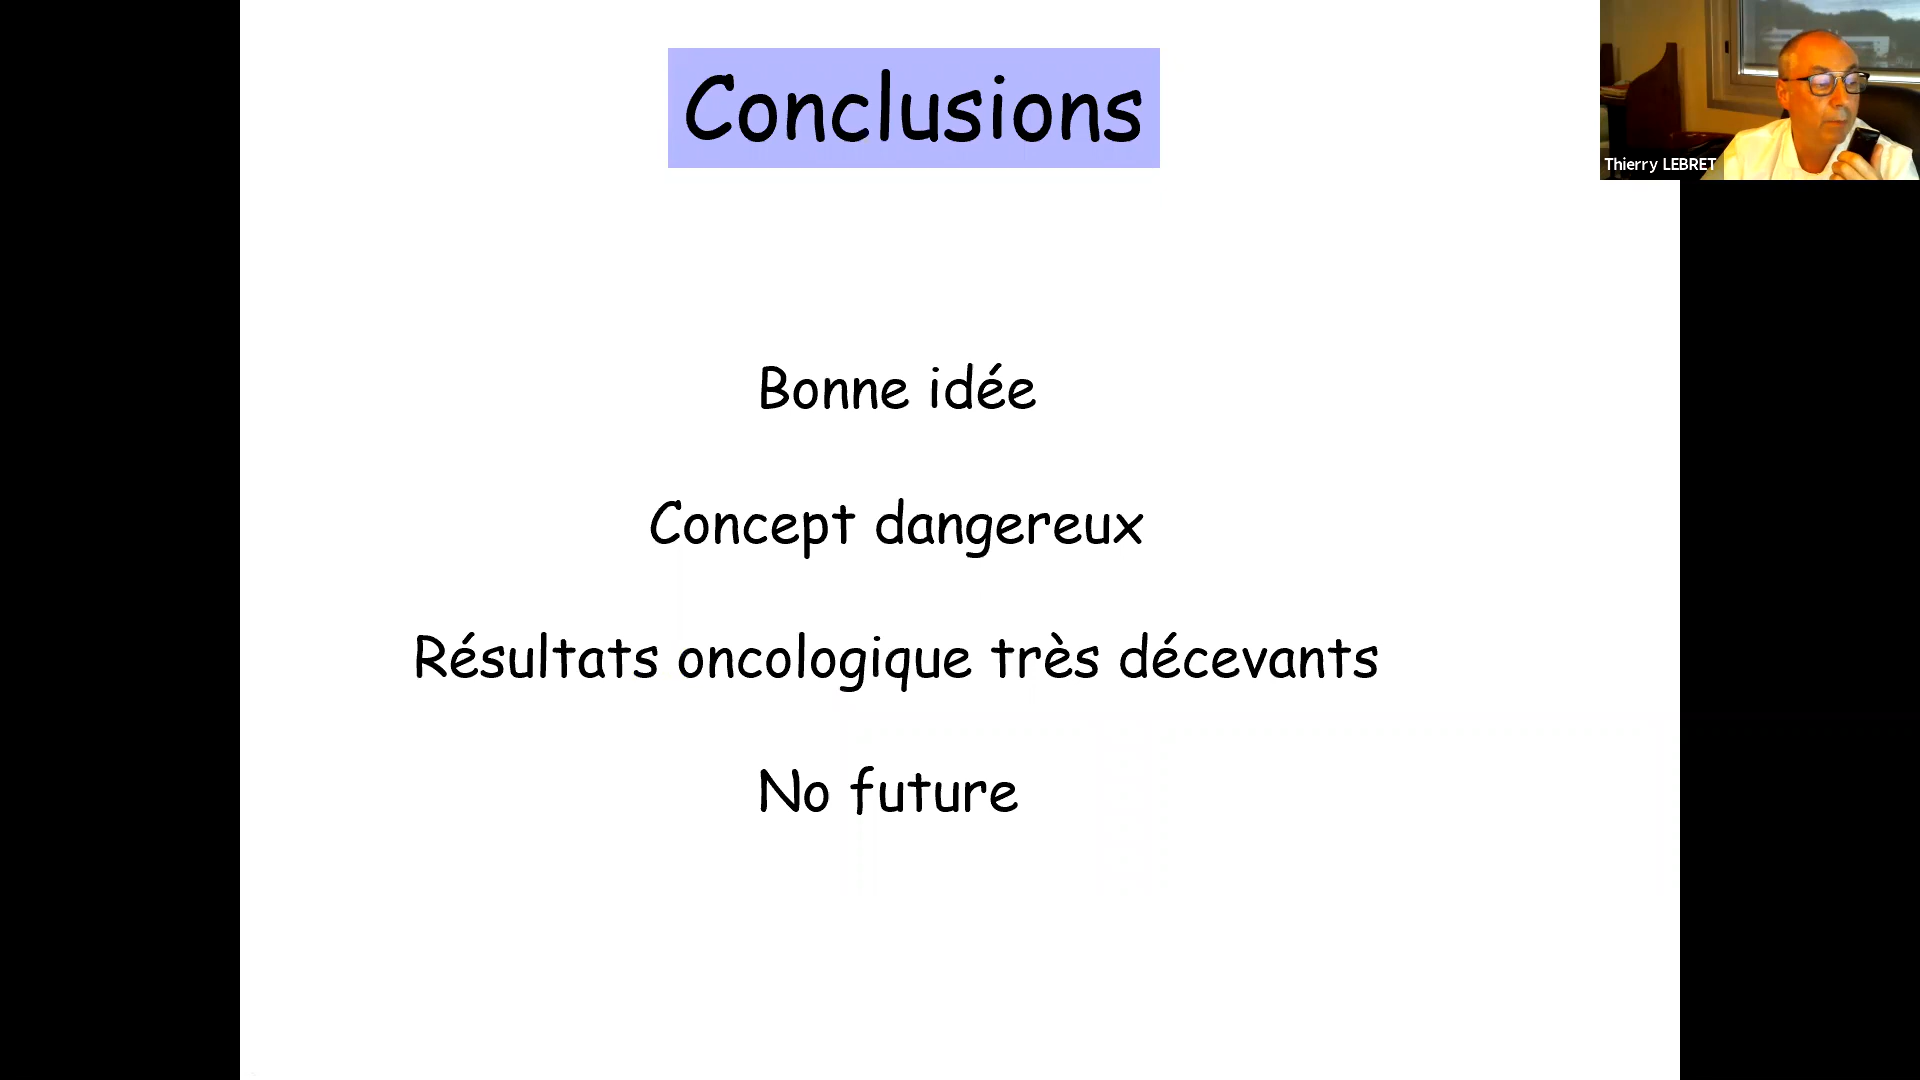 Conclusions
Thierry LEBRET
Bonne idée
Concept dangereux
Résultats oncologique très décevants
No future